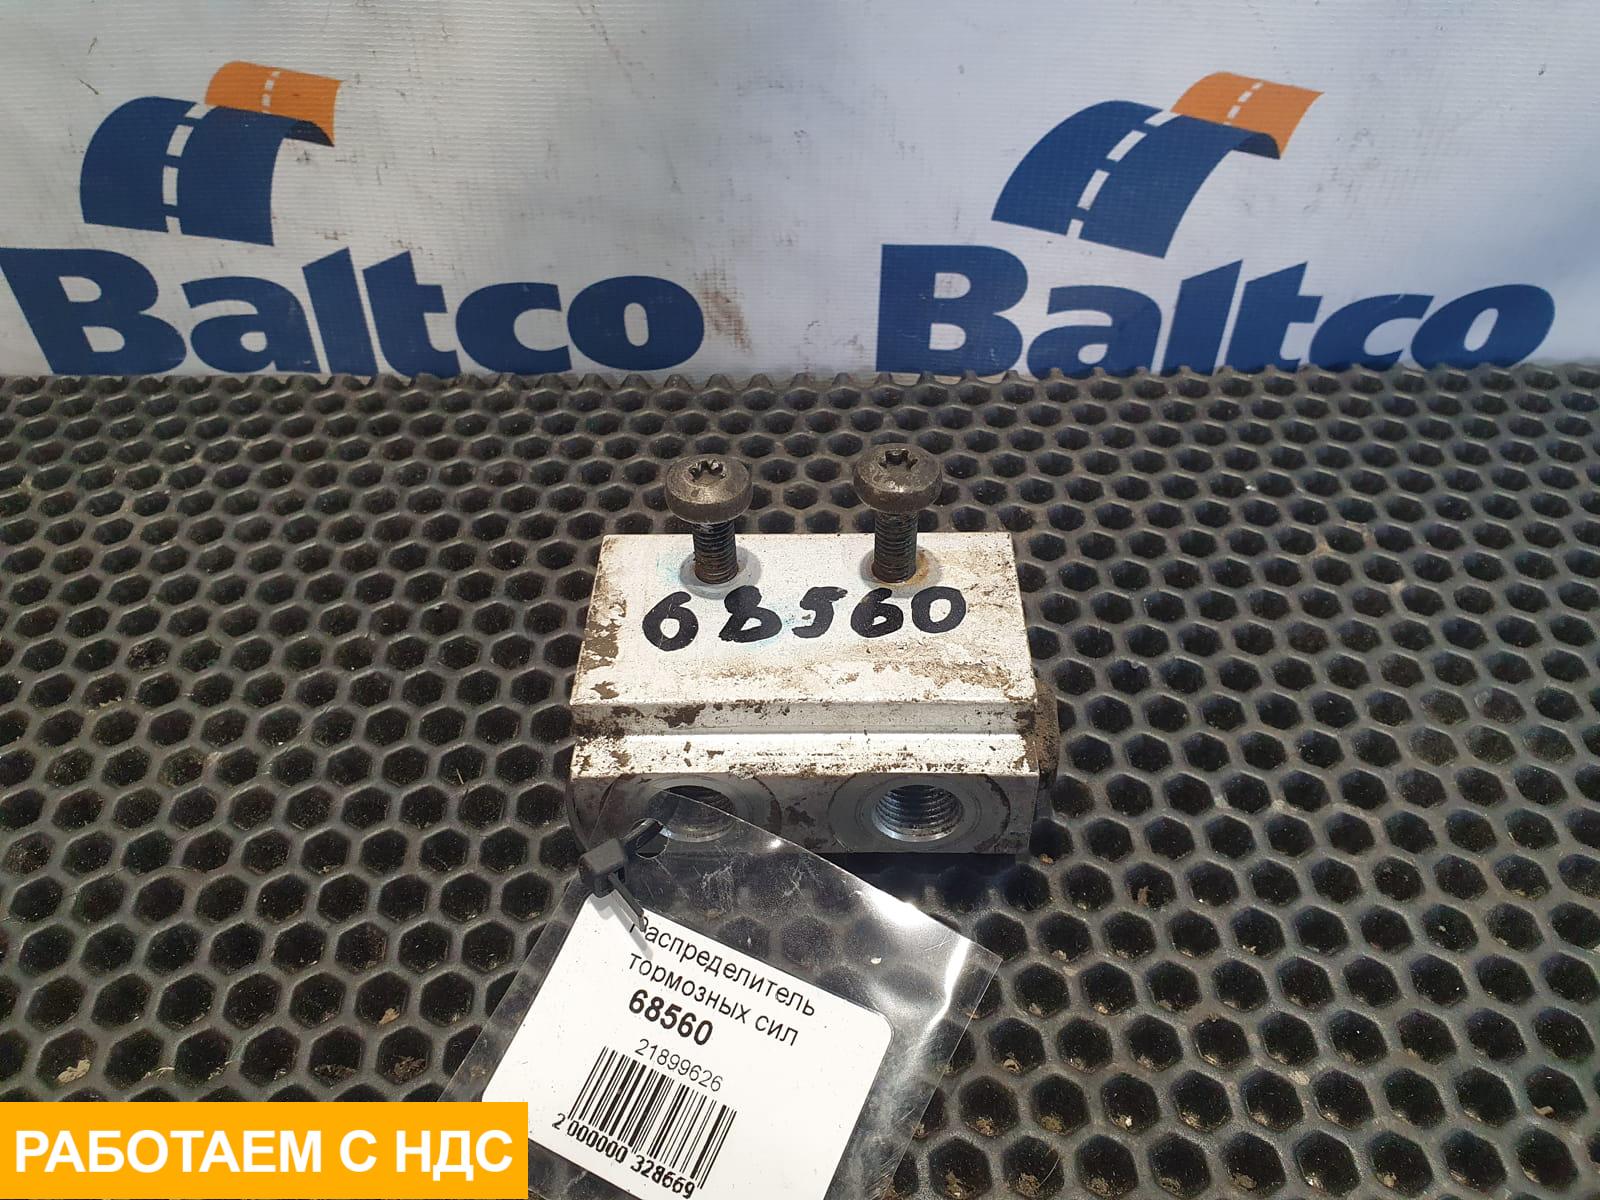 Baltco Baltco
68560
Распределитель
тормозных сил
68560
21899626
2 000000 328669
РАБОТАЕМ С НДС